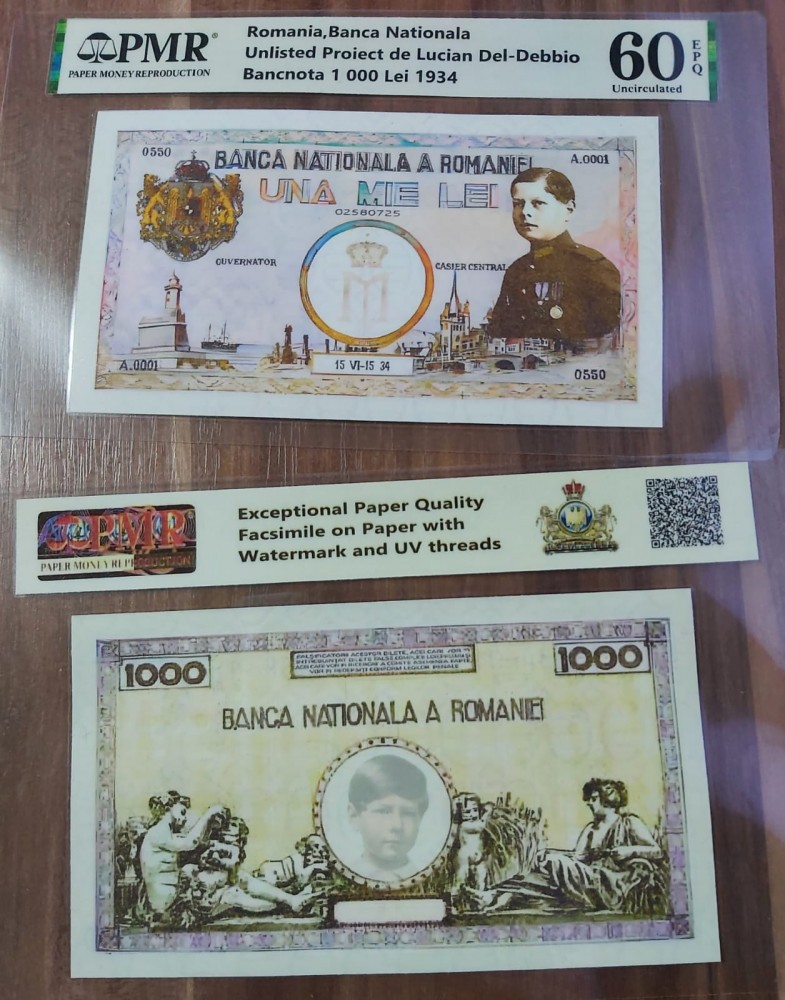 PMR®
PAPER MONEY REPRODUCTION
Romania,Banca Nationala
Unlisted Proiect de Lucian Del-Debbio
Bancnota 1 000 Lei 1934
60
EPQ
Uncirculated
0550
BANCA NATIONALA A ROMANIEI
A.0001
UNA MIE LEI
02580725
GUVERNATOR
CASIER CENTRAL
M
A.0001
15 VI-15 34
0550
PMR
PAPER MONEY REPRODUCTION
Exceptional Paper Quality
Facsimile on Paper with
Watermark and UV threads
1000
1000
BANCA NATIONALA A ROMANIEI